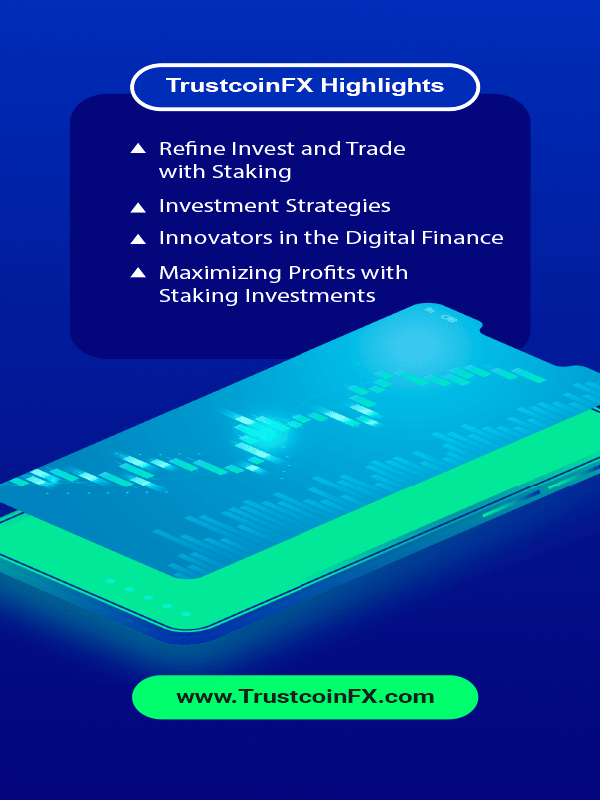 TrustcoinFX Highlights
Refine Invest and Trade
with Staking
Investment Strategies
Innovators in the Digital Finance
Maximizing Profits with
Staking Investments
www.TrustcoinFX.com